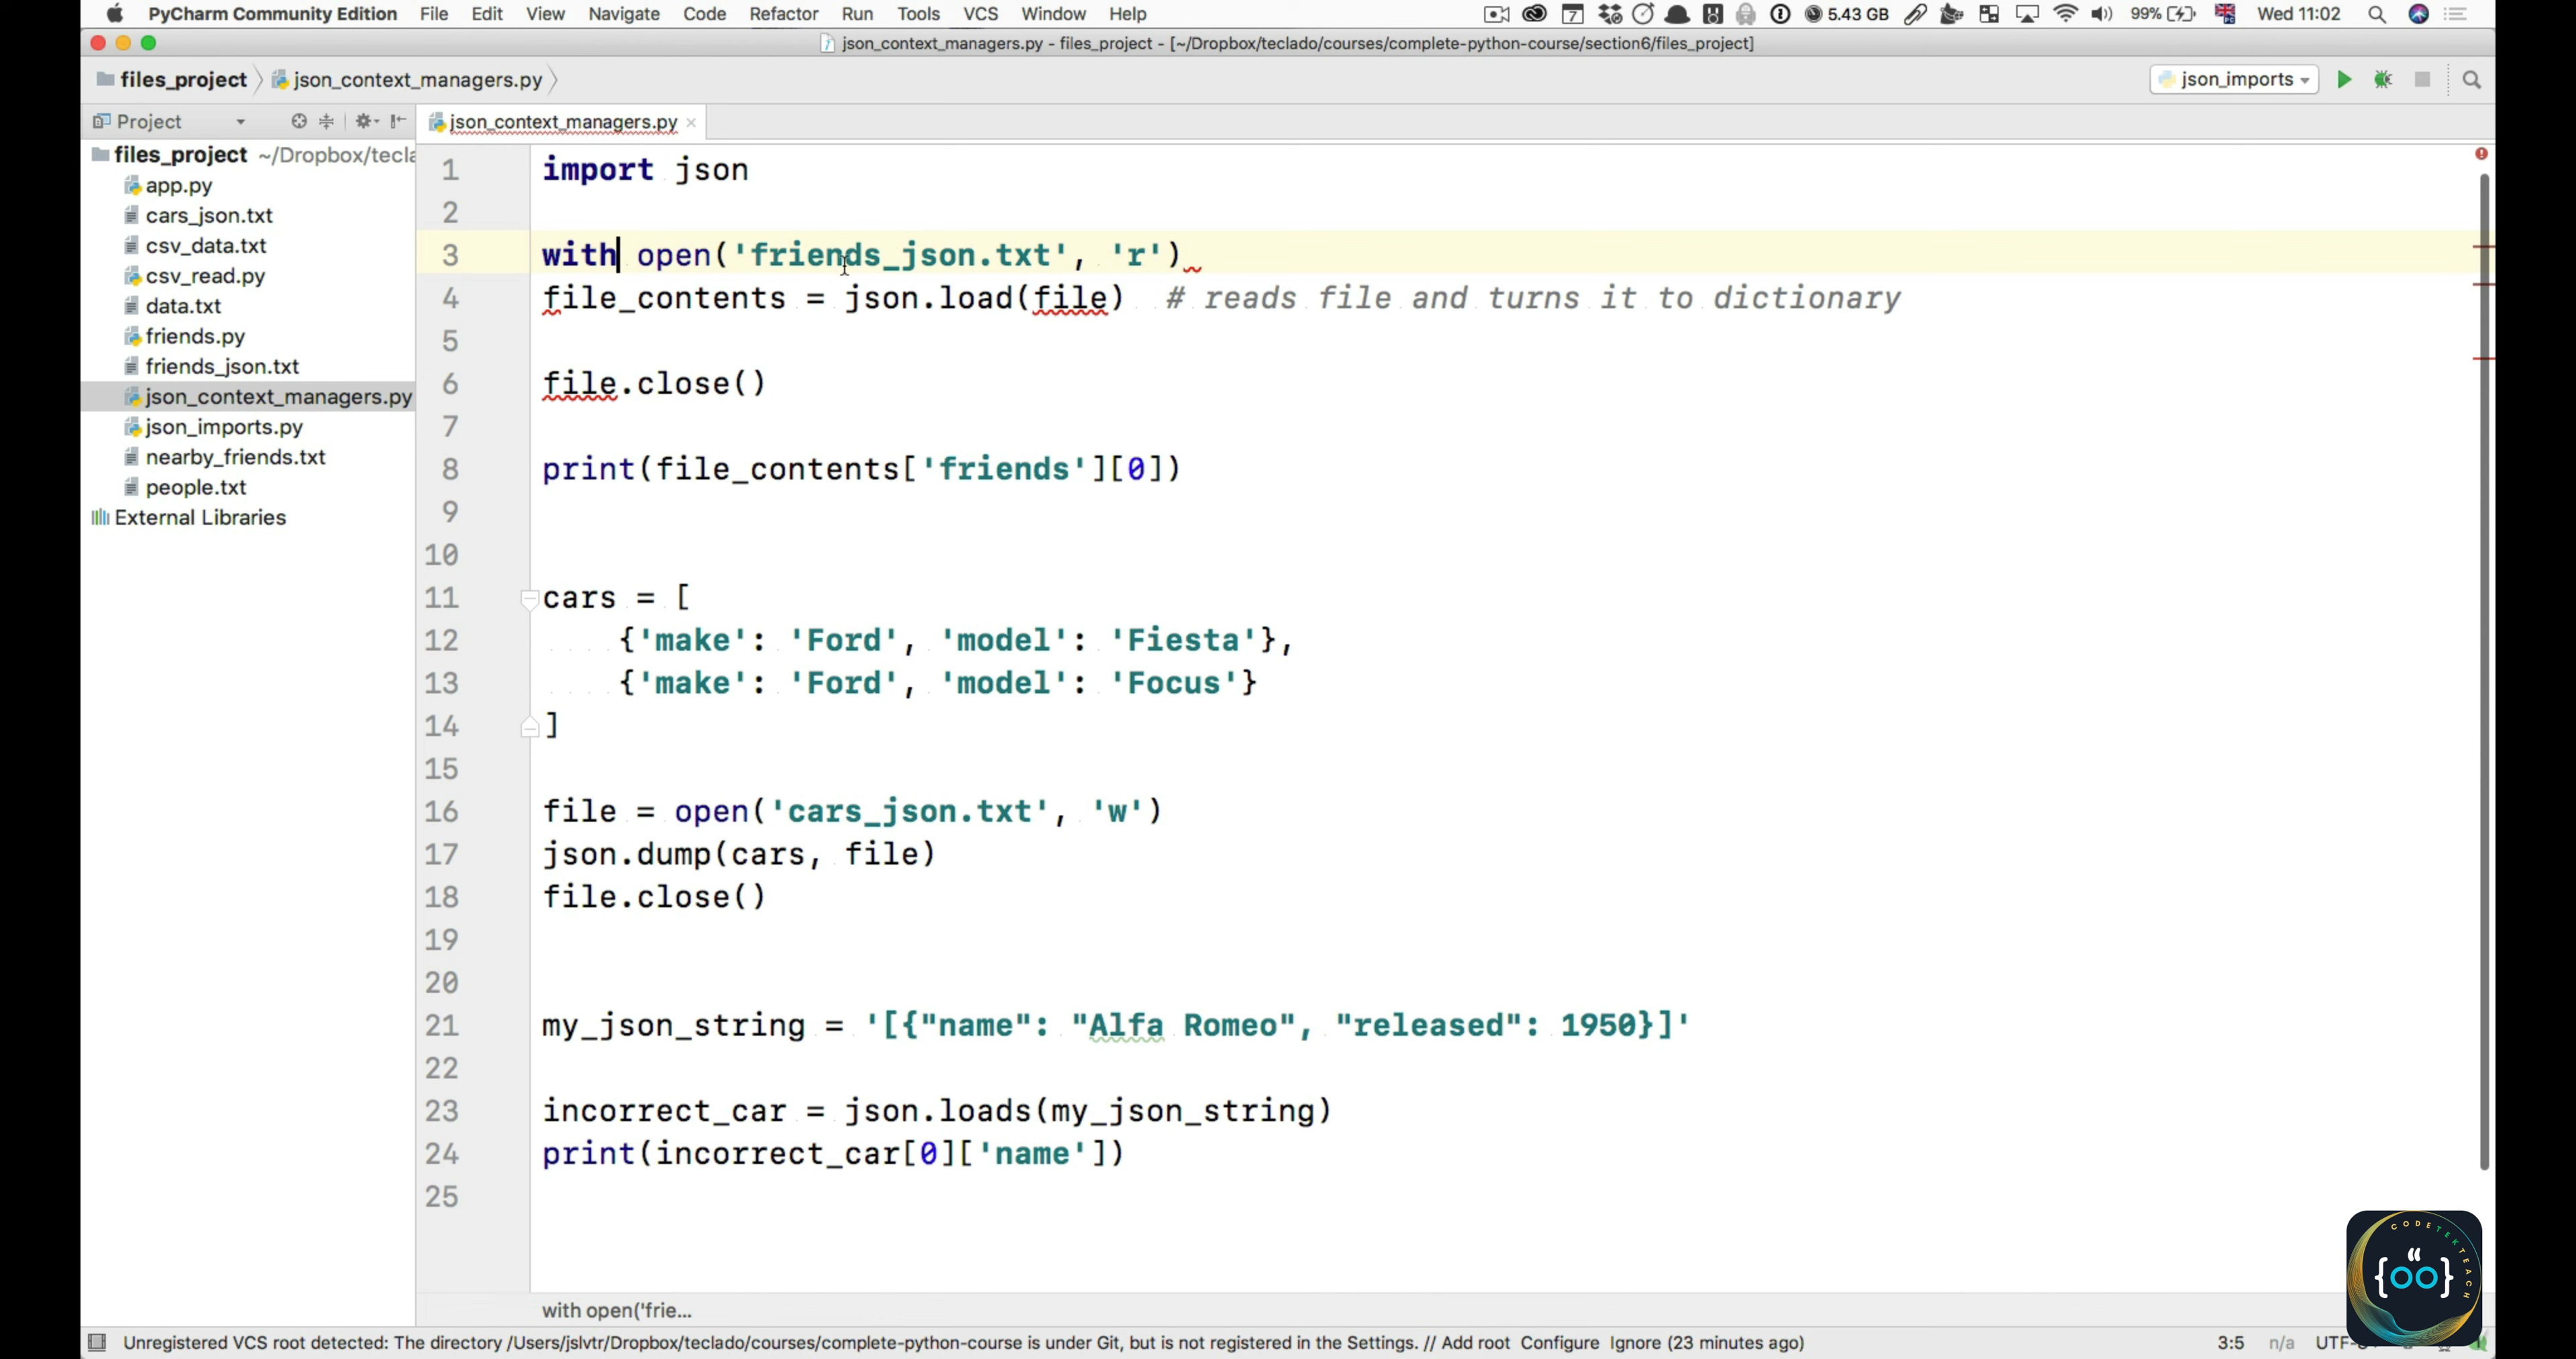 PyCharm Community Edition File Edit View Navigate Code Refactor Run Tools VCS Window Help 7 5.43 GB 99% Wed 11:02
json_context_managers.py - files_project - [~/Dropbox/teclado/courses/complete-python-course/section6/files_project]
files_project json_context_managers.py json_imports
Project
json_context_managers.py
files_project ~/Dropbox/tecla
app.py
cars_json.txt
csv_data.txt
csv_read.py
data.txt
friends.py
friends_json.txt
json_context_managers.py
json_imports.py
nearby_friends.txt
people.txt
External Libraries
1 import json
2
3 with open('friends_json.txt', 'r')
4 file_contents = json.load(file)  # reads file and turns it to dictionary
5
6 file.close()
7
8 print(file_contents['friends'][0])
9
10
11 cars = [
12     {'make': 'Ford', 'model': 'Fiesta'},
13     {'make': 'Ford', 'model': 'Focus'}
14 ]
15
16 file = open('cars_json.txt', 'w')
17 json.dump(cars, file)
18 file.close()
19
20
21 my_json_string = '[{"name": "Alfa Romeo", "released": 1950}]'
22
23 incorrect_car = json.loads(my_json_string)
24 print(incorrect_car[0]['name'])
25
with open('frie...
Unregistered VCS root detected: The directory /Users/jslvtr/Dropbox/teclado/courses/complete-python-course is under Git, but is not registered in the Settings. // Add root Configure Ignore (23 minutes ago) 3:5 n/a
CODETEKTEACH